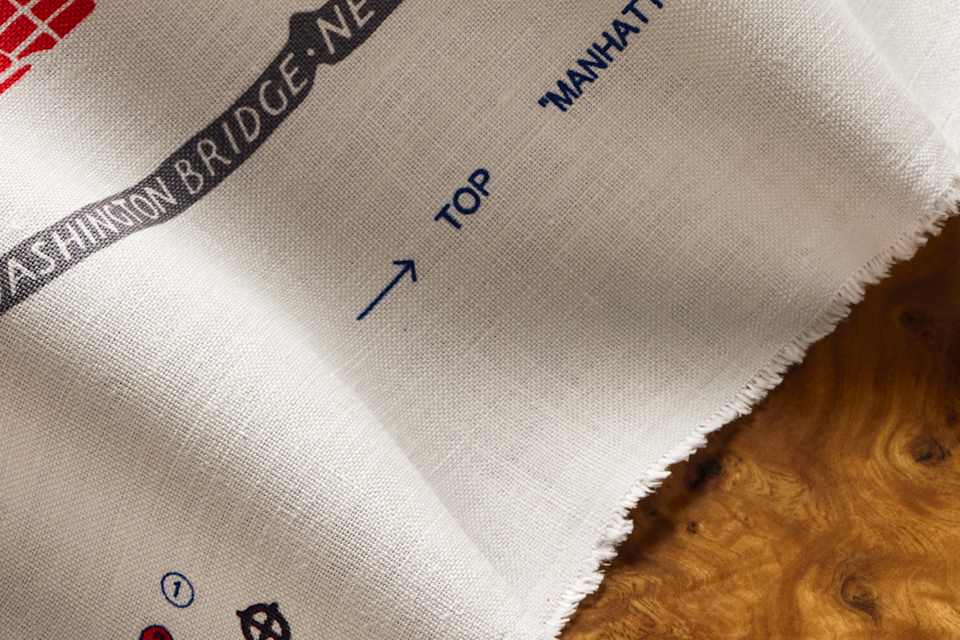 ASHINGTON BRIDGE · NE
"MANHATT
TOP
1